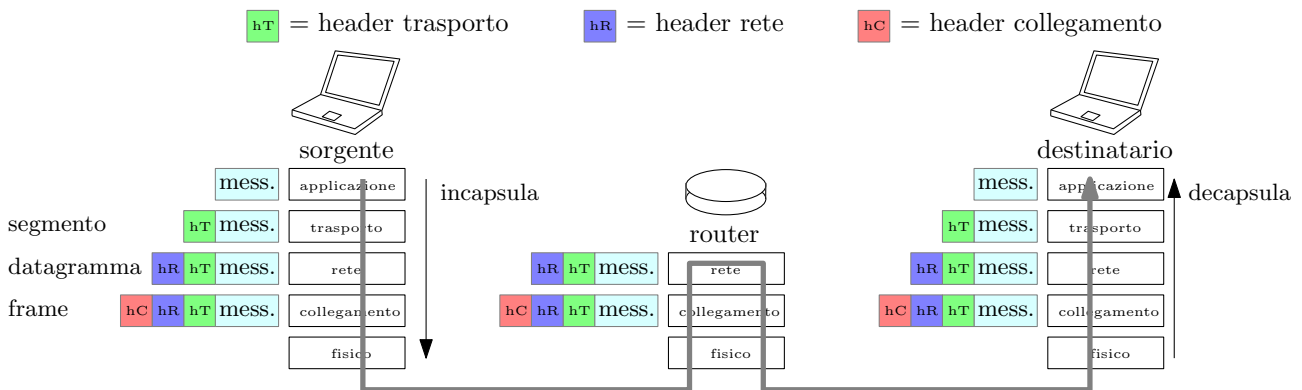 hT = header trasporto hR = header rete hC = header collegamento
sorgente destinatario
mess. applicazione incapsula mess. applicazione decapsula
segmento hT mess. trasporto router hT mess. trasporto
datagramma hR hT mess. rete hR hT mess. rete hR hT mess. rete
frame hC hR hT mess. collegamento hC hR hT mess. collegamento hC hR hT mess. collegamento
fisico fisico fisico